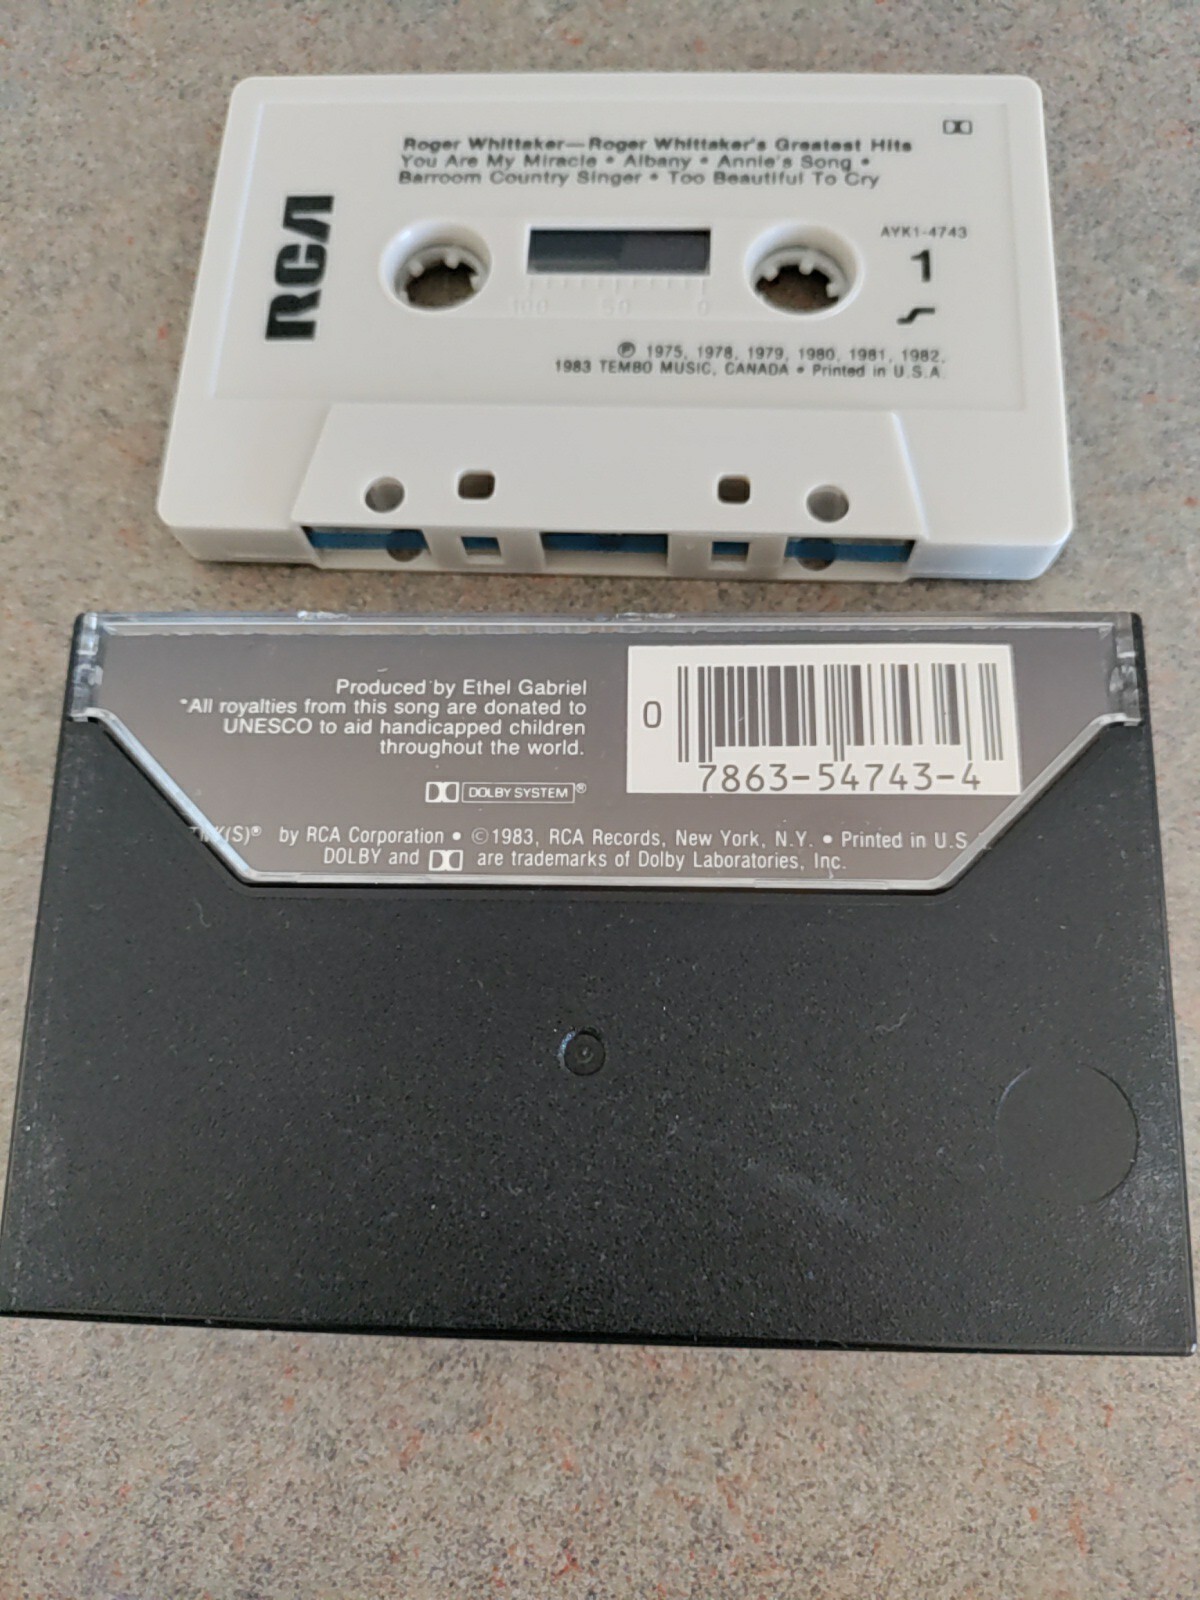 Roger Whittaker—Roger Whittaker's Greatest Hits
You Are My Miracle • Albany • Annie's Song •
Barroom Country Singer • Too Beautiful To Cry
RCA
AYK1-4743
1
100 50 0
℗ 1975, 1978, 1979, 1980, 1981, 1982,
1983 TEMBO MUSIC, CANADA • Printed in U.S.A.
Produced by Ethel Gabriel
*All royalties from this song are donated to
UNESCO to aid handicapped children
throughout the world.
DOLBY SYSTEM®
0
7863-54743-4
TMK(S)® by RCA Corporation • ©1983, RCA Records, New York, N.Y. • Printed in U.S.
DOLBY and are trademarks of Dolby Laboratories, Inc.